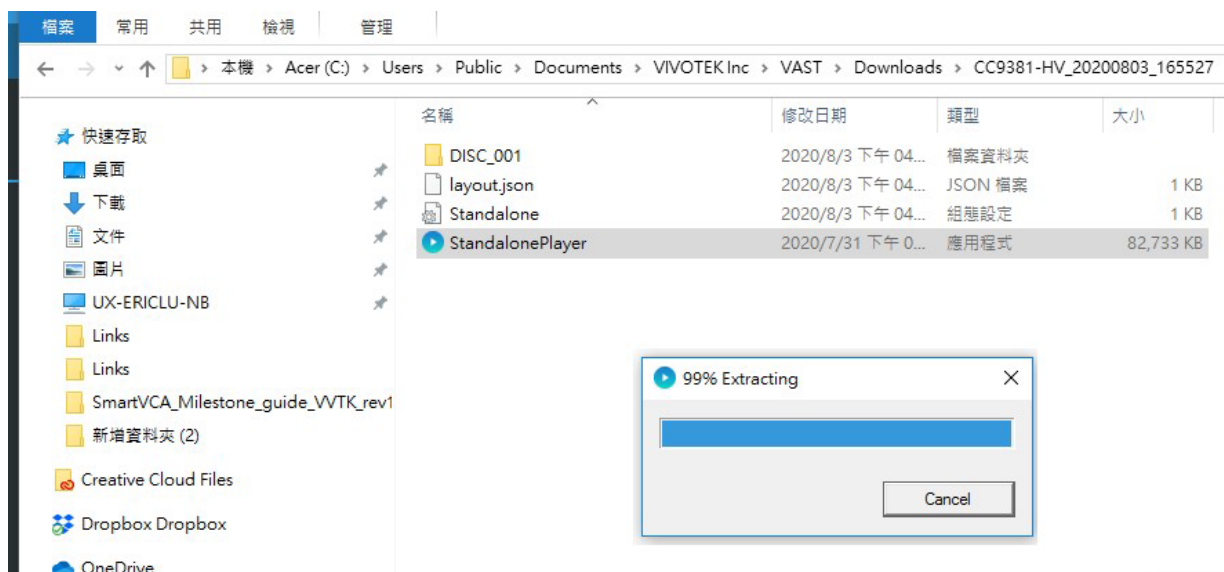 檔案 常用 共用 檢視 管理
本機 > Acer (C:) > Users > Public > Documents > VIVOTEK Inc > VAST > Downloads > CC9381-HV_20200803_165527
名稱 修改日期 類型 大小
快速存取
DISC_001 2020/8/3 下午 04... 檔案資料夾
桌面
layout.json 2020/8/3 下午 04... JSON 檔案 1 KB
下載
Standalone 2020/8/3 下午 04... 組態設定 1 KB
文件
StandalonePlayer 2020/7/31 下午 0... 應用程式 82,733 KB
圖片
UX-ERICLU-NB
Links
Links
SmartVCA_Milestone_guide_VVTK_rev1
新增資料夾 (2)
Creative Cloud Files
Dropbox Dropbox
OneDrive
99% Extracting
Cancel